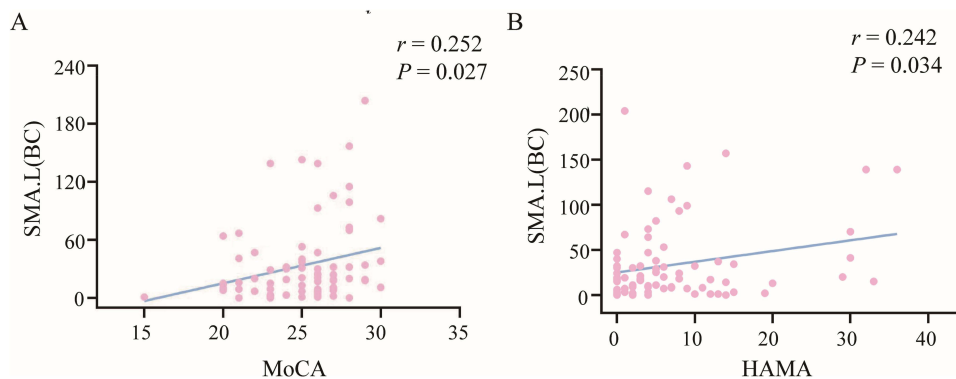 A
r = 0.252
P = 0.027
SMA.L(BC)
240
180
120
60
0
15
20
25
30
35
MoCA
B
r = 0.242
P = 0.034
SMA.L(BC)
250
200
150
100
50
0
0
10
20
30
40
HAMA